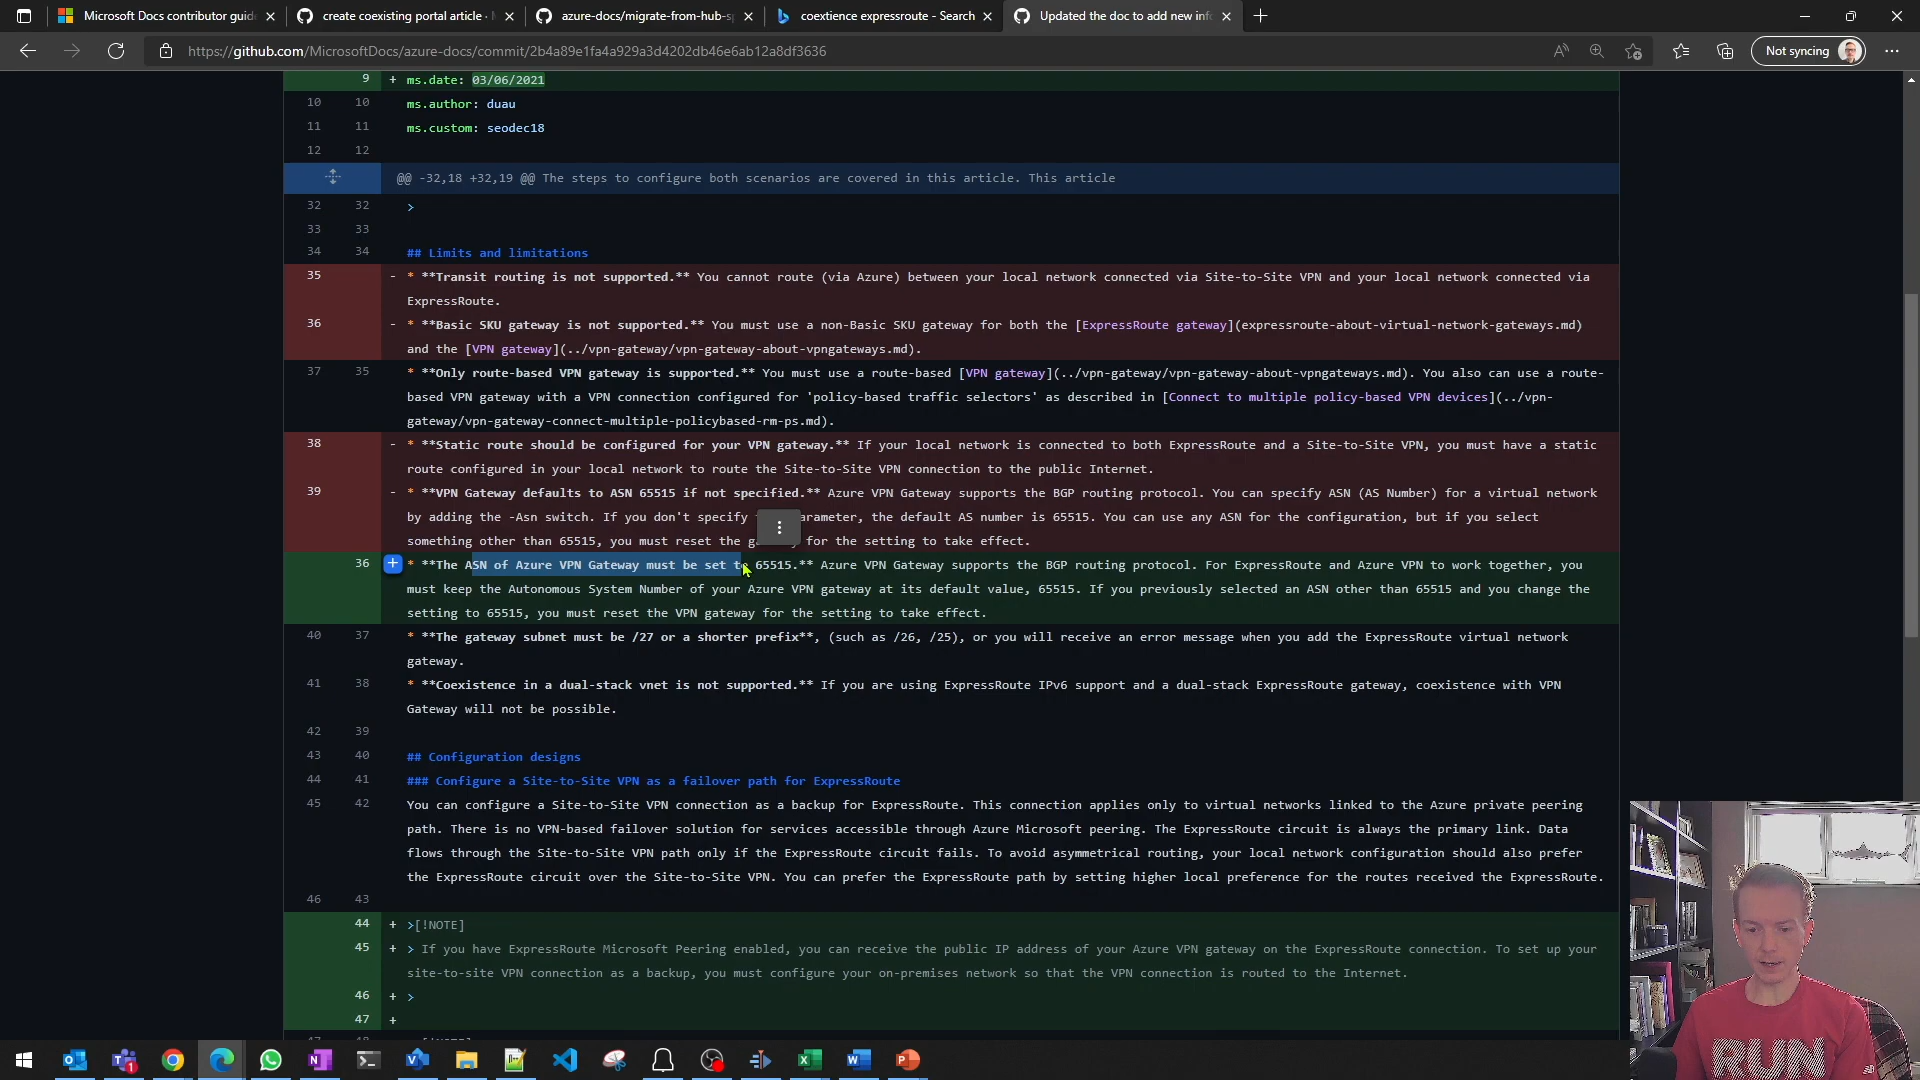 Microsoft Docs contributor guid
create coexisting portal article · M
azure-docs/migrate-from-hub-sp
coextience expressroute - Search
Updated the doc to add new info
https://github.com/MicrosoftDocs/azure-docs/commit/2b4a89e1fa4a929a3d4202db46e6ab12a8df3636
Not syncing
9 + ms.date: 03/06/2021
10 10 ms.author: duau
11 11 ms.custom: seodec18
12 12
@@ -32,18 +32,19 @@ The steps to configure both scenarios are covered in this article. This article
32 32 >
33 33
34 34 ## Limits and limitations
35 - * **Transit routing is not supported.** You cannot route (via Azure) between your local network connected via Site-to-Site VPN and your local network connected via
ExpressRoute.
36 - * **Basic SKU gateway is not supported.** You must use a non-Basic SKU gateway for both the [ExpressRoute gateway](expressroute-about-virtual-network-gateways.md)
and the [VPN gateway](../vpn-gateway/vpn-gateway-about-vpngateways.md).
37 35 * **Only route-based VPN gateway is supported.** You must use a route-based [VPN gateway](../vpn-gateway/vpn-gateway-about-vpngateways.md). You also can use a route-
based VPN gateway with a VPN connection configured for 'policy-based traffic selectors' as described in [Connect to multiple policy-based VPN devices](../vpn-
gateway/vpn-gateway-connect-multiple-policybased-rm-ps.md).
38 - * **Static route should be configured for your VPN gateway.** If your local network is connected to both ExpressRoute and a Site-to-Site VPN, you must have a static
route configured in your local network to route the Site-to-Site VPN connection to the public Internet.
39 - * **VPN Gateway defaults to ASN 65515 if not specified.** Azure VPN Gateway supports the BGP routing protocol. You can specify ASN (AS Number) for a virtual network
by adding the -Asn switch. If you don't specify arameter, the default AS number is 65515. You can use any ASN for the configuration, but if you select
something other than 65515, you must reset the for the setting to take effect.
36 + * **The ASN of Azure VPN Gateway must be set to 65515.** Azure VPN Gateway supports the BGP routing protocol. For ExpressRoute and Azure VPN to work together, you
must keep the Autonomous System Number of your Azure VPN gateway at its default value, 65515. If you previously selected an ASN other than 65515 and you change the
setting to 65515, you must reset the VPN gateway for the setting to take effect.
40 37 * **The gateway subnet must be /27 or a shorter prefix**, (such as /26, /25), or you will receive an error message when you add the ExpressRoute virtual network
gateway.
41 38 * **Coexistence in a dual-stack vnet is not supported.** If you are using ExpressRoute IPv6 support and a dual-stack ExpressRoute gateway, coexistence with VPN
Gateway will not be possible.
42 39
43 40 ## Configuration designs
44 41 ### Configure a Site-to-Site VPN as a failover path for ExpressRoute
45 42 You can configure a Site-to-Site VPN connection as a backup for ExpressRoute. This connection applies only to virtual networks linked to the Azure private peering
path. There is no VPN-based failover solution for services accessible through Azure Microsoft peering. The ExpressRoute circuit is always the primary link. Data
flows through the Site-to-Site VPN path only if the ExpressRoute circuit fails. To avoid asymmetrical routing, your local network configuration should also prefer
the ExpressRoute circuit over the Site-to-Site VPN. You can prefer the ExpressRoute path by setting higher local preference for the routes received the ExpressRoute.
46 43
44 + >[!NOTE]
45 + > If you have ExpressRoute Microsoft Peering enabled, you can receive the public IP address of your Azure VPN gateway on the ExpressRoute connection. To set up your
site-to-site VPN connection as a backup, you must configure your on-premises network so that the VPN connection is routed to the Internet.
46 + >
47 +
RUN